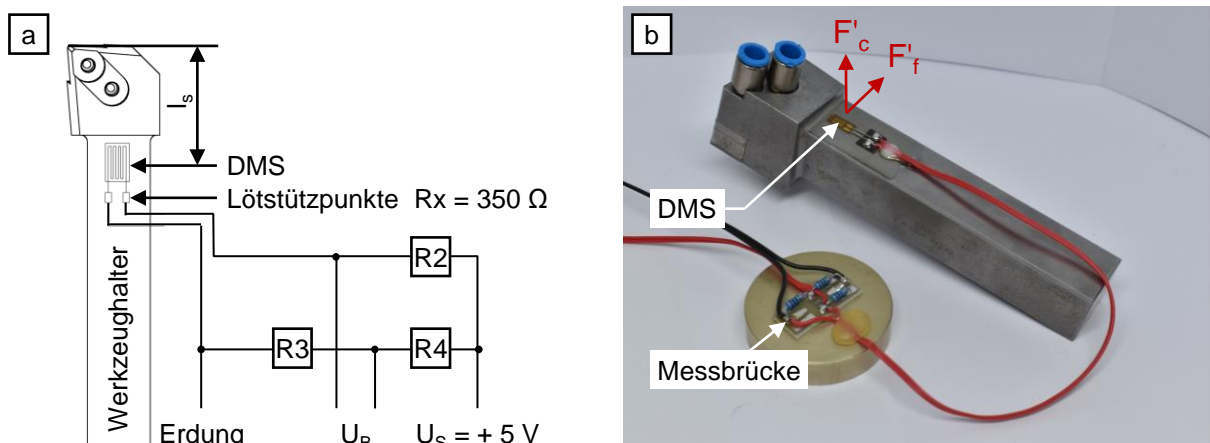 a
l_s
DMS
Lötstützpunkte Rx = 350 Ω
R2
R3
R4
Werkzeughalter
Erdung
U_B
U_S = + 5 V
b
F'_c
F'_f
DMS
Messbrücke